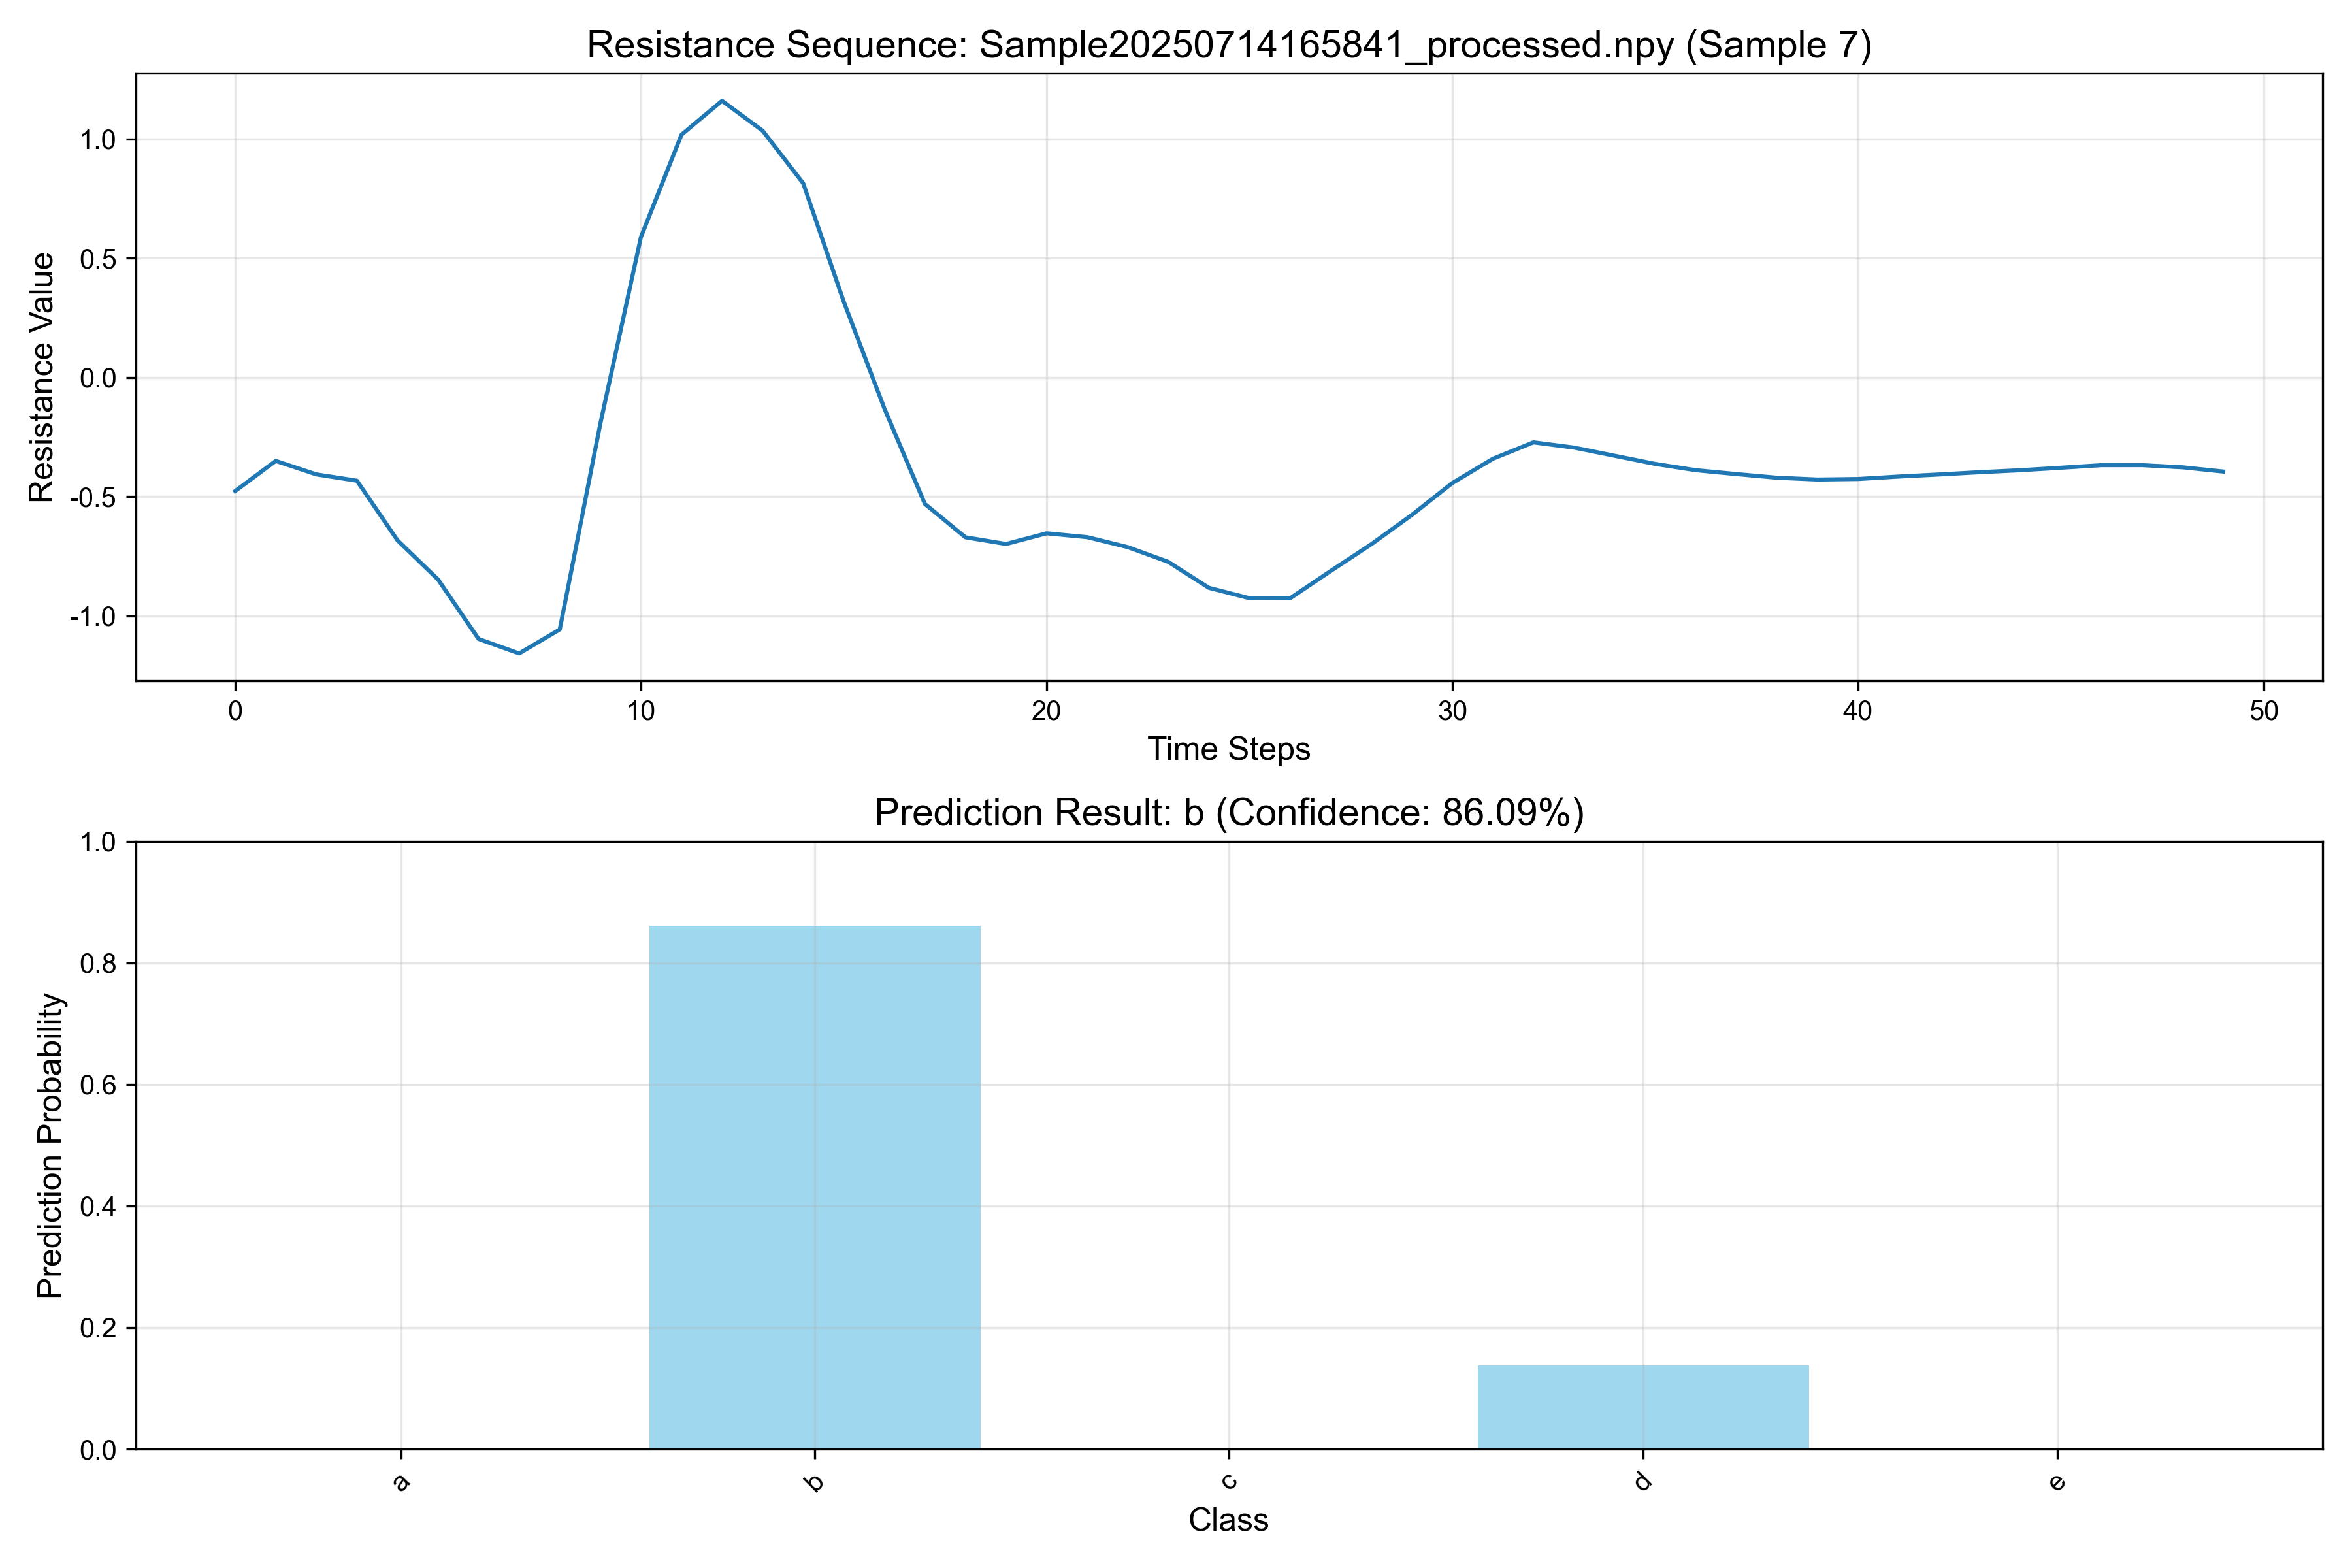 Resistance Sequence: Sample20250714165841_processed.npy (Sample 7)
Resistance Value
1.0
0.5
0.0
-0.5
-1.0
0 10 20 30 40 50
Time Steps
Prediction Result: b (Confidence: 86.09%)
Prediction Probability
1.0
0.8
0.6
0.4
0.2
0.0
a b c d e
Class